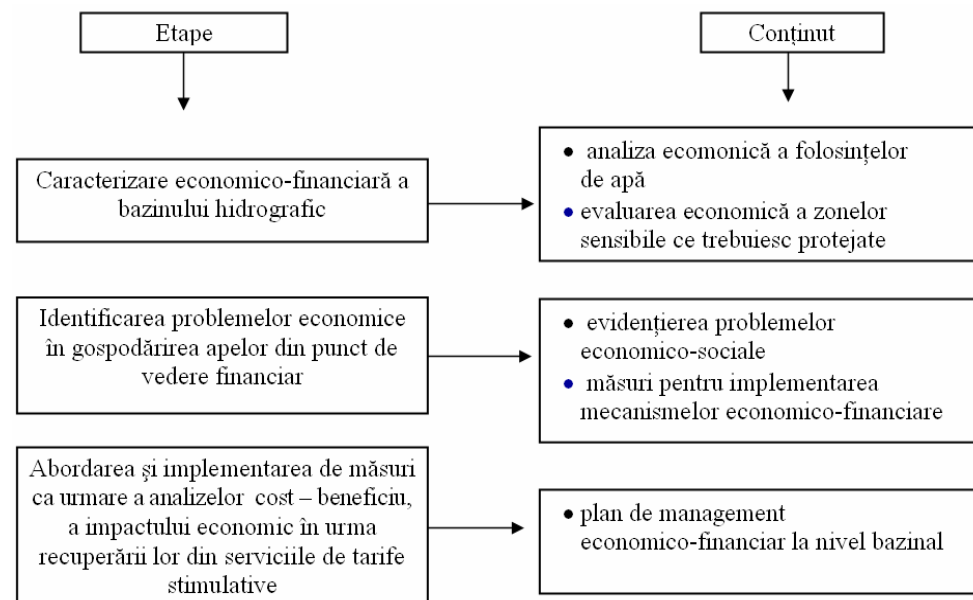 Etape
Conținut
Caracterizare economico-financiară a
bazinului hidrografic
• analiza ecomonică a folosințelor
de apă
• evaluarea economică a zonelor
sensibile ce trebuiesc protejate
Identificarea problemelor economice
în gospodărirea apelor din punct de
vedere financiar
• evidențierea problemelor
economico-sociale
• măsuri pentru implementarea
mecanismelor economico-financiare
Abordarea şi implementarea de măsuri
ca urmare a analizelor cost – beneficiu,
a impactului economic în urma
recuperării lor din serviciile de tarife
stimulative
• plan de management
economico-financiar la nivel bazinal